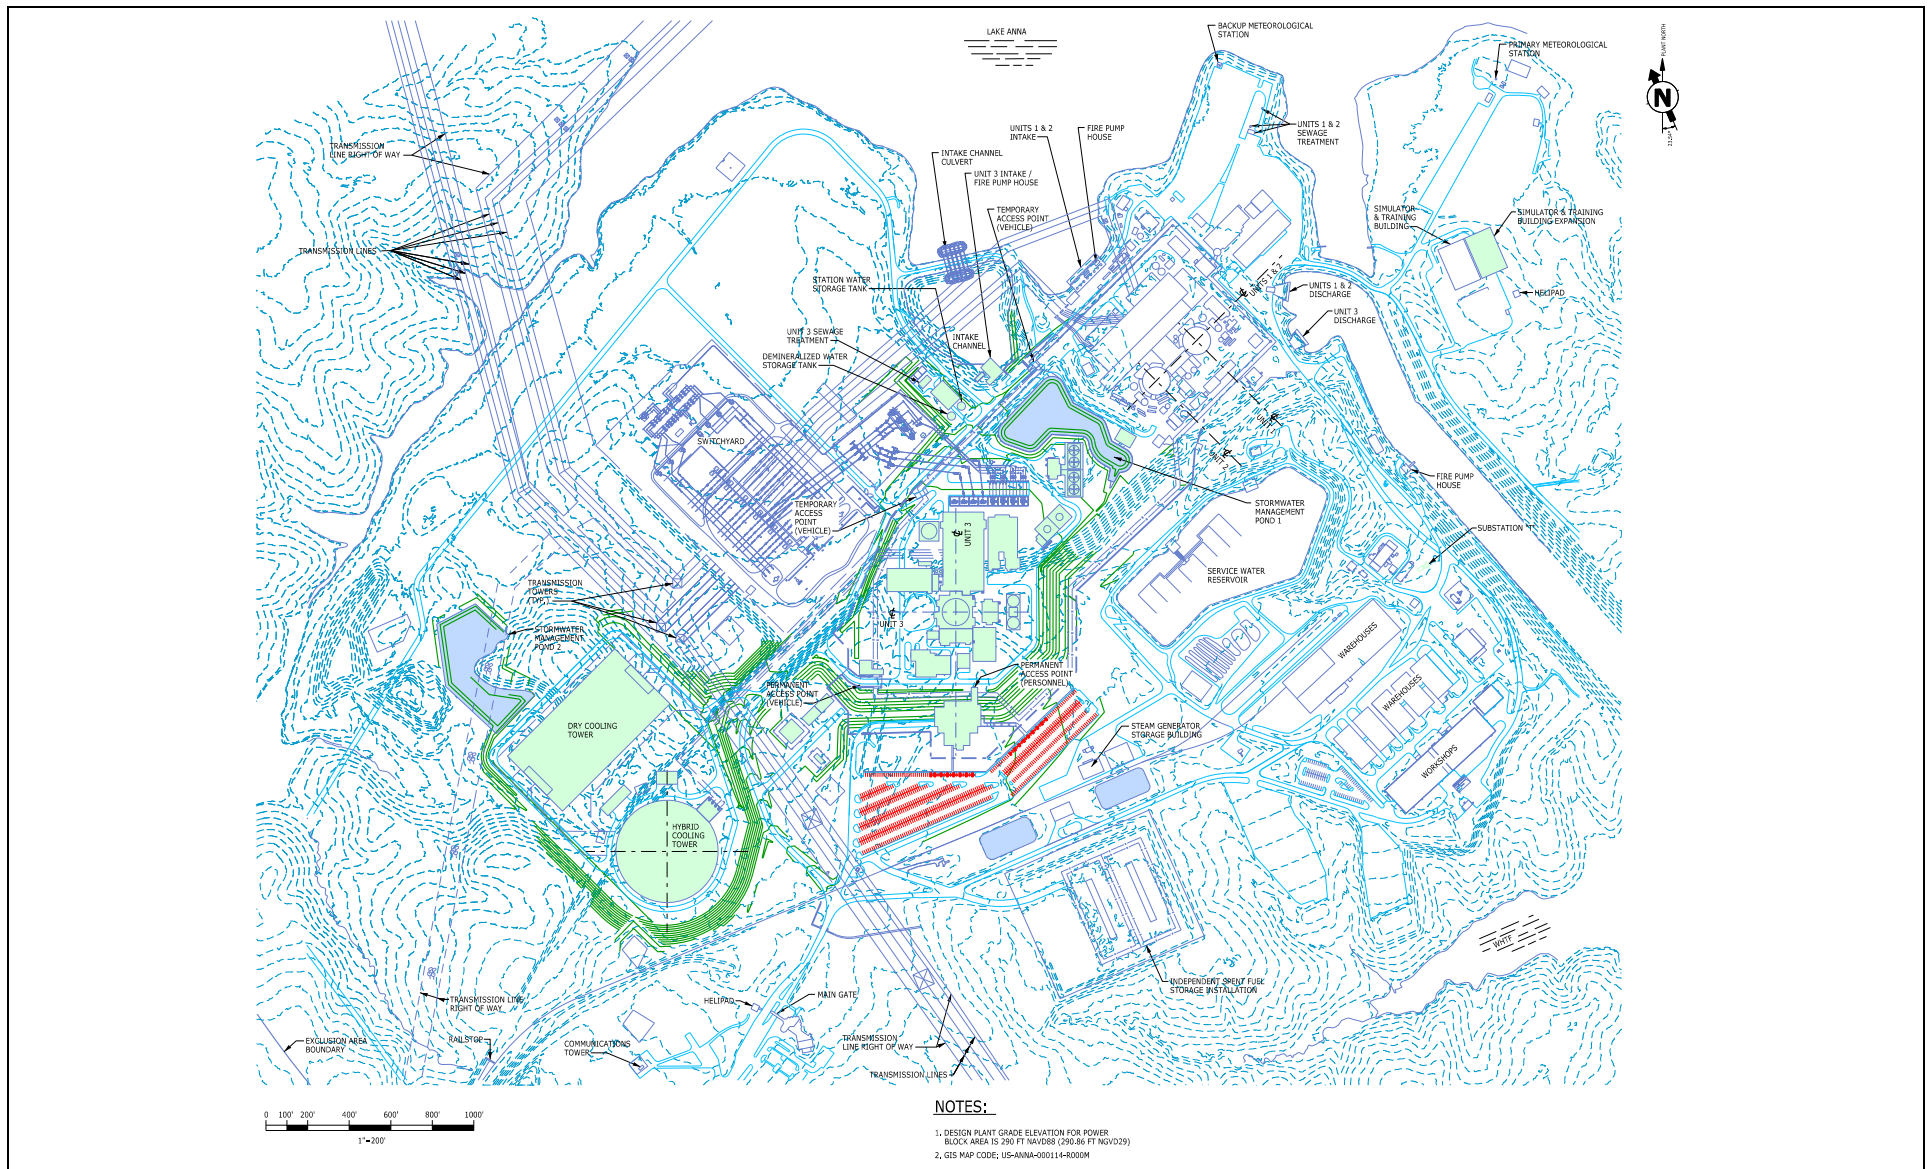 LAKE ANNA
BACKUP METEOROLOGICAL
STATION
PRIMARY METEOROLOGICAL
STATION
PLANT NORTH
N
TRANSMISSION
LINE RIGHT OF WAY
INTAKE CHANNEL
CULVERT
UNITS 1 & 2
INTAKE
FIRE PUMP
HOUSE
UNITS 1 & 2
SEWAGE
TREATMENT
UNIT 3 INTAKE /
FIRE PUMP HOUSE
TEMPORARY
ACCESS POINT
(VEHICLE)
SIMULATOR
& TRAINING
BUILDING
SIMULATOR & TRAINING
BUILDING EXPANSION
TRANSMISSION LINES
STATION WATER
STORAGE TANK
UNITS 1 & 2
UNITS 1 & 2
DISCHARGE
HELIPAD
UNIT 3
DISCHARGE
UNIT 3 SEWAGE
TREATMENT
INTAKE
CHANNEL
DEMINERALIZED WATER
STORAGE TANK
SWITCHYARD
UNIT 1
UNIT 2
FIRE PUMP
HOUSE
TEMPORARY
ACCESS
POINT
(VEHICLE)
STORMWATER
MANAGEMENT
POND 1
UNIT 3
SUBSTATION "T"
SERVICE WATER
RESERVOIR
TRANSMISSION
TOWERS
(TYP.)
UNIT 3
STORMWATER
MANAGEMENT
POND 2
WAREHOUSES
WAREHOUSES
PERMANENT
ACCESS POINT
(VEHICLE)
PERMANENT
ACCESS POINT
(PERSONNEL)
DRY COOLING
TOWER
STEAM GENERATOR
STORAGE BUILDING
WORKSHOPS
HYBRID
COOLING
TOWER
WHTF
INDEPENDENT SPENT FUEL
STORAGE INSTALLATION
TRANSMISSION LINE
RIGHT OF WAY
HELIPAD
MAIN GATE
EXCLUSION AREA
BOUNDARY
RAILSTOP
COMMUNICATIONS
TOWER
TRANSMISSION
LINE RIGHT OF WAY
TRANSMISSION LINES
0 100' 200' 400' 600' 800' 1000'
1"=200'
NOTES:
1. DESIGN PLANT GRADE ELEVATION FOR POWER
BLOCK AREA IS 290 FT NAVD88 (290.86 FT NGVD29)
2. GIS MAP CODE: US-ANNA-000114-R000M